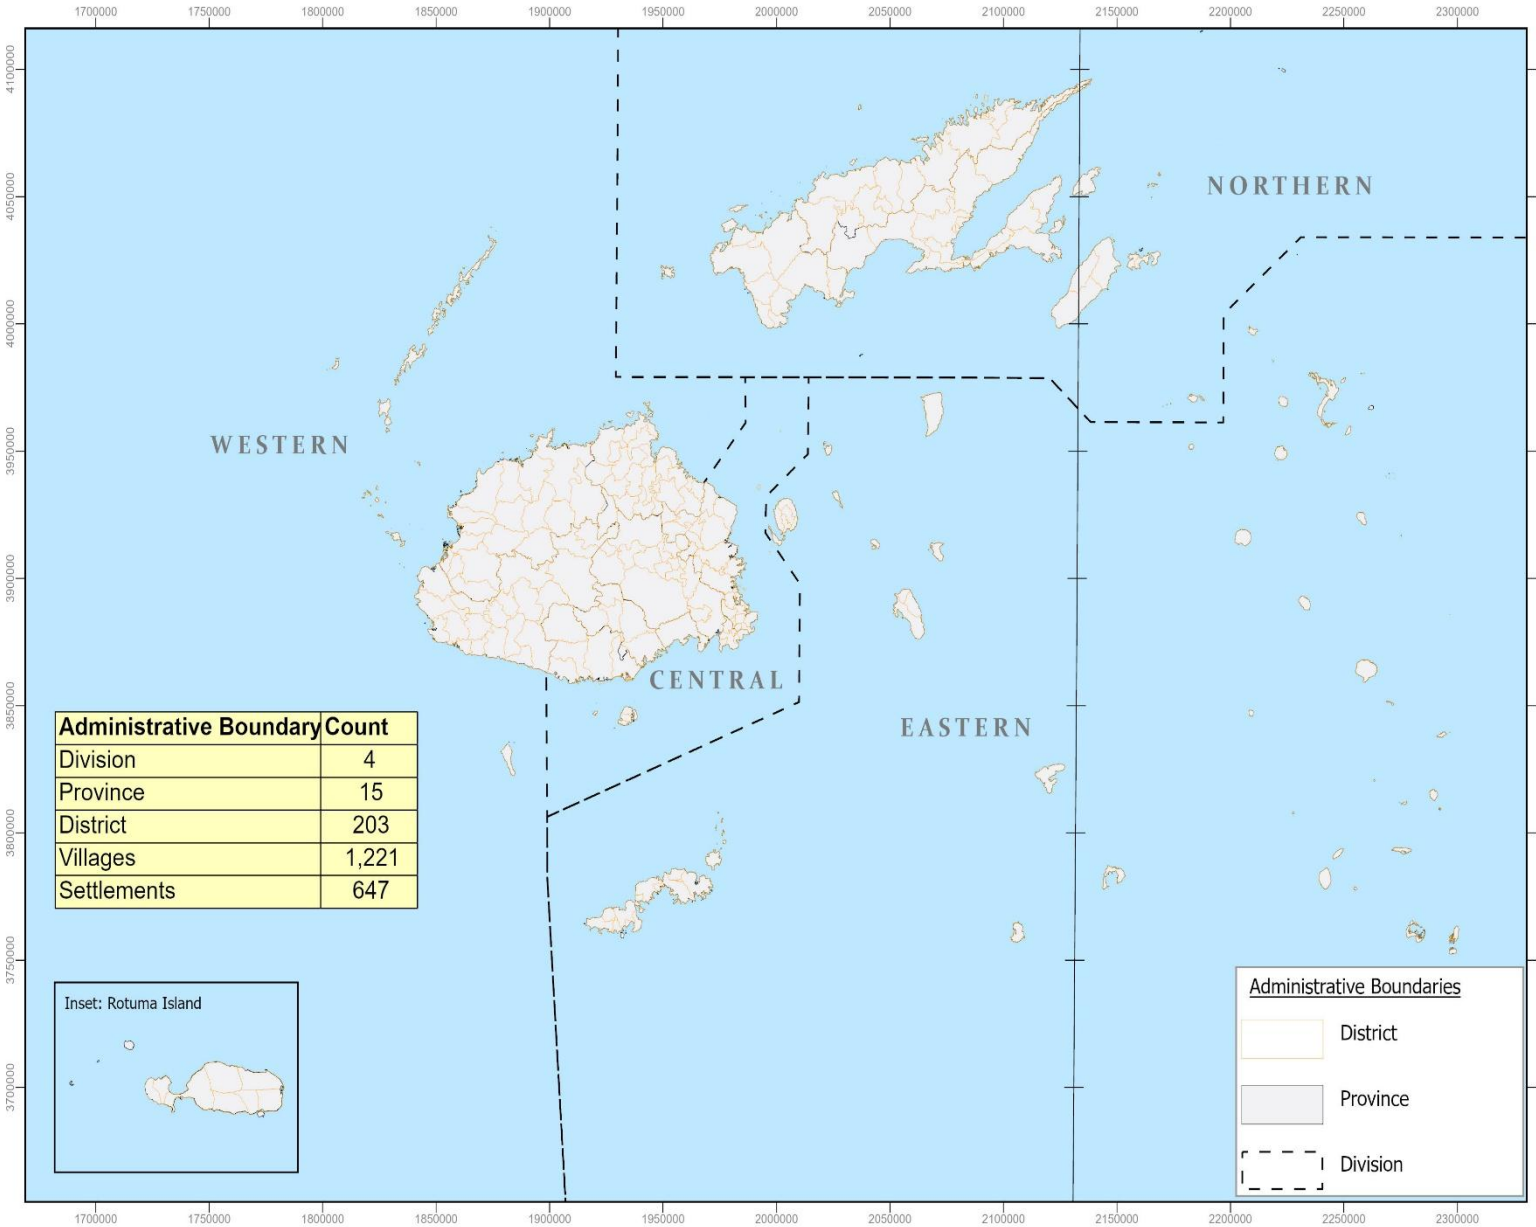 1700000 1750000 1800000 1850000 1900000 1950000 2000000 2050000 2100000 2150000 2200000 2250000 2300000
4100000
4050000
4000000
3950000
3900000
3850000
3800000
3750000
3700000
NORTHERN
WESTERN
CENTRAL
EASTERN
Administrative Boundary Count
Division 4
Province 15
District 203
Villages 1,221
Settlements 647
Inset: Rotuma Island
Administrative Boundaries
District
Province
Division
1700000 1750000 1800000 1850000 1900000 1950000 2000000 2050000 2100000 2150000 2200000 2250000 2300000